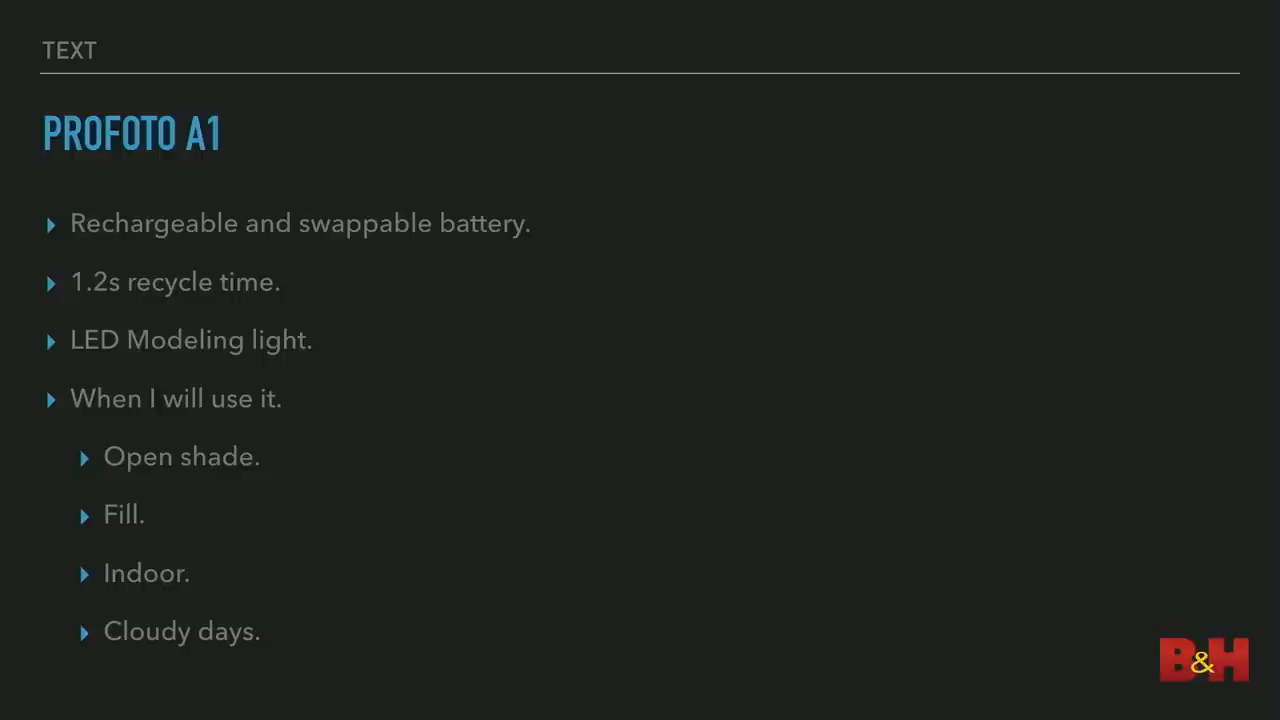 TEXT
PROFOTO A1
Rechargeable and swappable battery.
1.2s recycle time.
LED Modeling light.
When I will use it.
Open shade.
Fill.
Indoor.
Cloudy days.
B&H